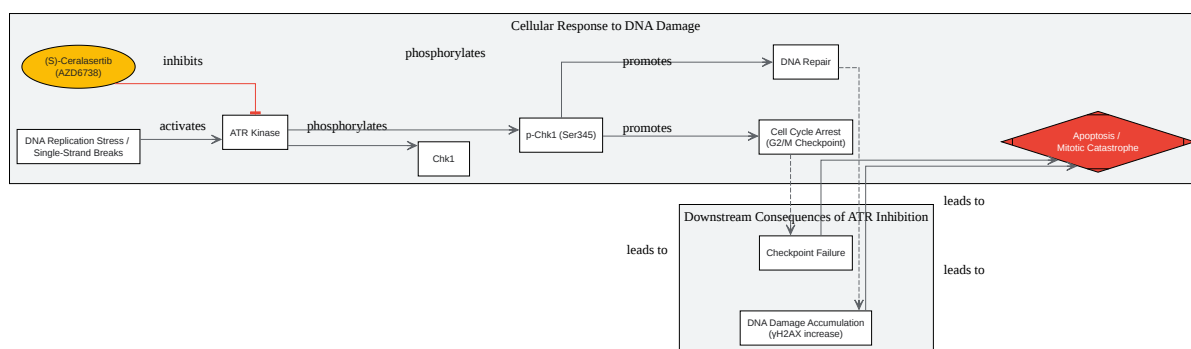 Cellular Response to DNA Damage
(S)-Ceralasertib
(AZD6738)
inhibits
phosphorylates
promotes
DNA Repair
DNA Replication Stress /
Single-Strand Breaks
activates
ATR Kinase
phosphorylates
Chk1
p-Chk1 (Ser345)
promotes
Cell Cycle Arrest
(G2/M Checkpoint)
Apoptosis /
Mitotic Catastrophe
leads to
Downstream Consequences of ATR Inhibition
leads to
Checkpoint Failure
leads to
DNA Damage Accumulation
(γH2AX increase)